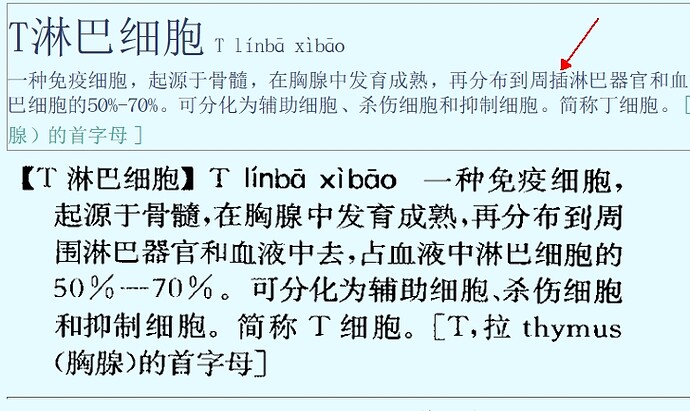 T淋巴细胞 T línbā xìbāo
一种免疫细胞，起源于骨髓，在胸腺中发育成熟，再分布到周插淋巴器官和血
巴细胞的50%-70%。可分化为辅助细胞、杀伤细胞和抑制细胞。简称丁细胞。[
腺）的首字母]
【T 淋巴细胞】T línbā xìbāo 一种免疫细胞，
起源于骨髓，在胸腺中发育成熟，再分布到周
围淋巴器官和血液中去，占血液中淋巴细胞的
50%—70%。可分化为辅助细胞、杀伤细胞
和抑制细胞。简称 T 细胞。[T，拉 thymus
(胸腺)的首字母]